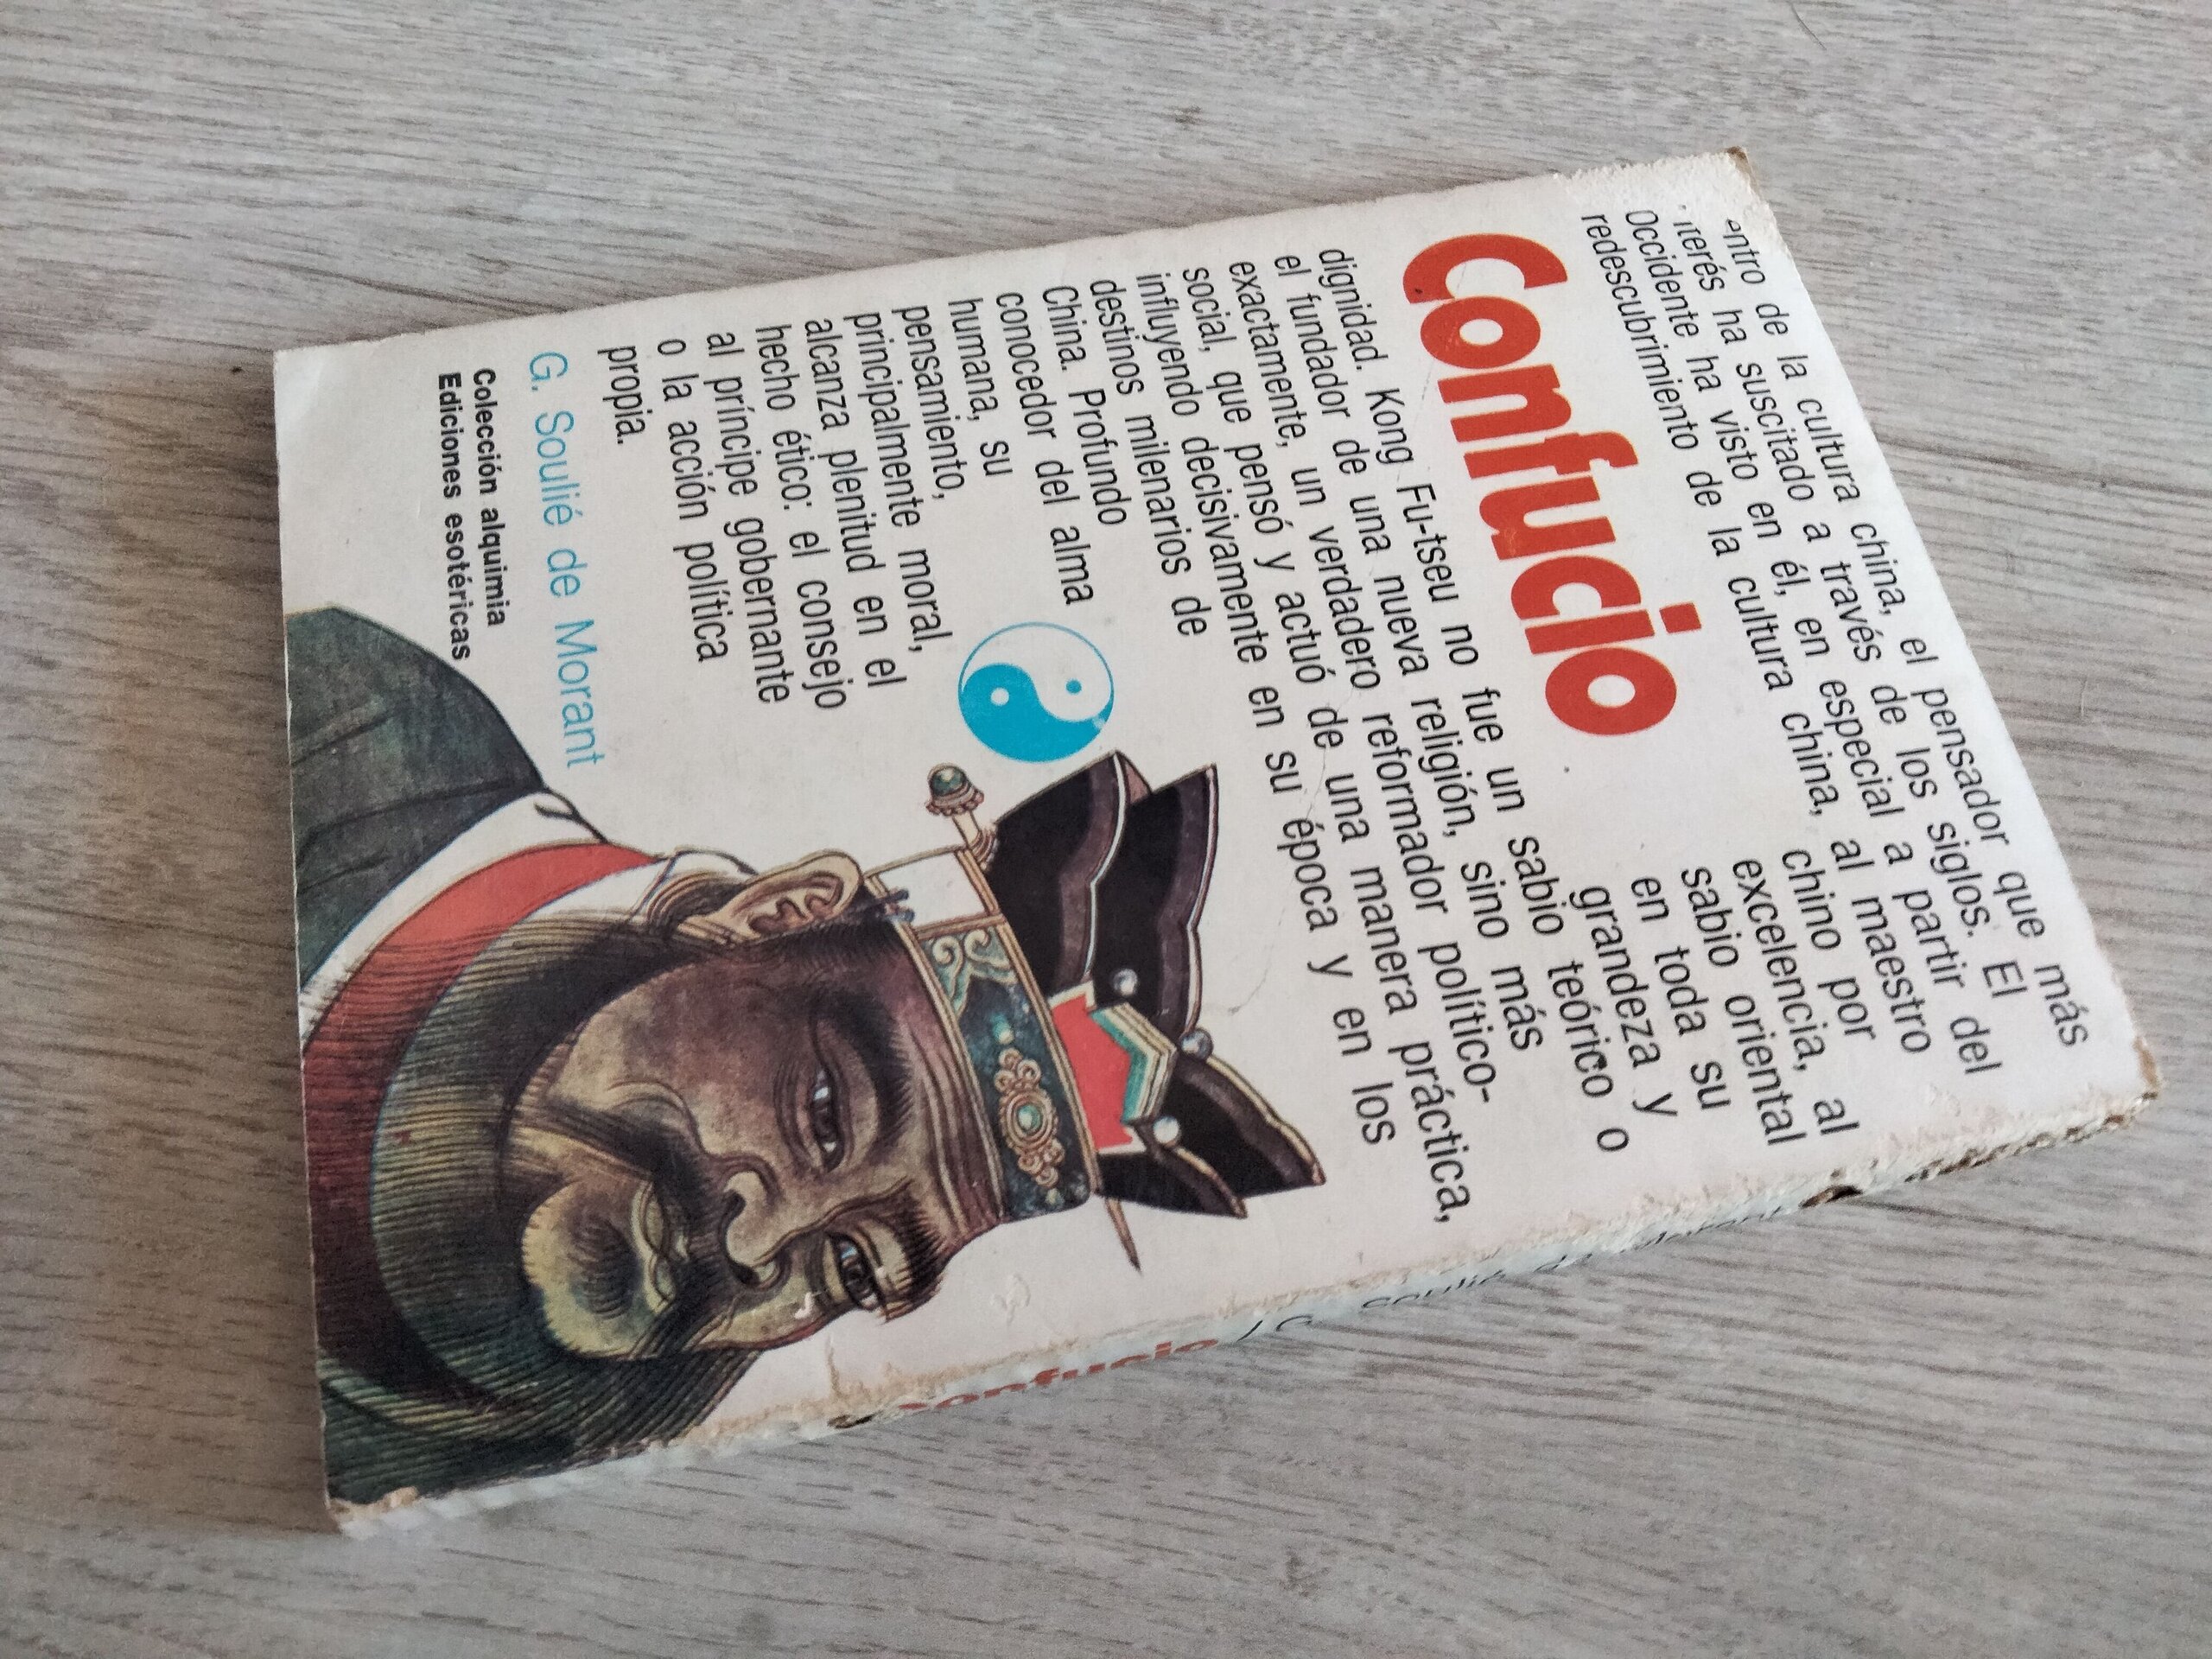 de la cultura china, el pensador que más
ha suscitado a través de los siglos. El
Occidente ha visto en él, en especial a partir del
redescubrimiento de la cultura china, al maestro
chino por
excelencia, al
sabio oriental
en toda su
grandeza y
Confucio
dignidad. Kong Fu-tseu no fue un sabio teórico o
el fundador de una nueva religión, sino más
exactamente, un verdadero reformador político-
social, que pensó y actuó de una manera práctica,
influyendo decisivamente en su época y en los
destinos milenarios de
China. Profundo
conocedor del alma
humana, su
pensamiento,
principalmente moral,
alcanza plenitud en el
hecho ético: el consejo
al príncipe gobernante
o la acción política
propia.
G. Soulié de Morant
Colección alquimia
Ediciones esotéricas
Confucio / G. Soulié de Morant